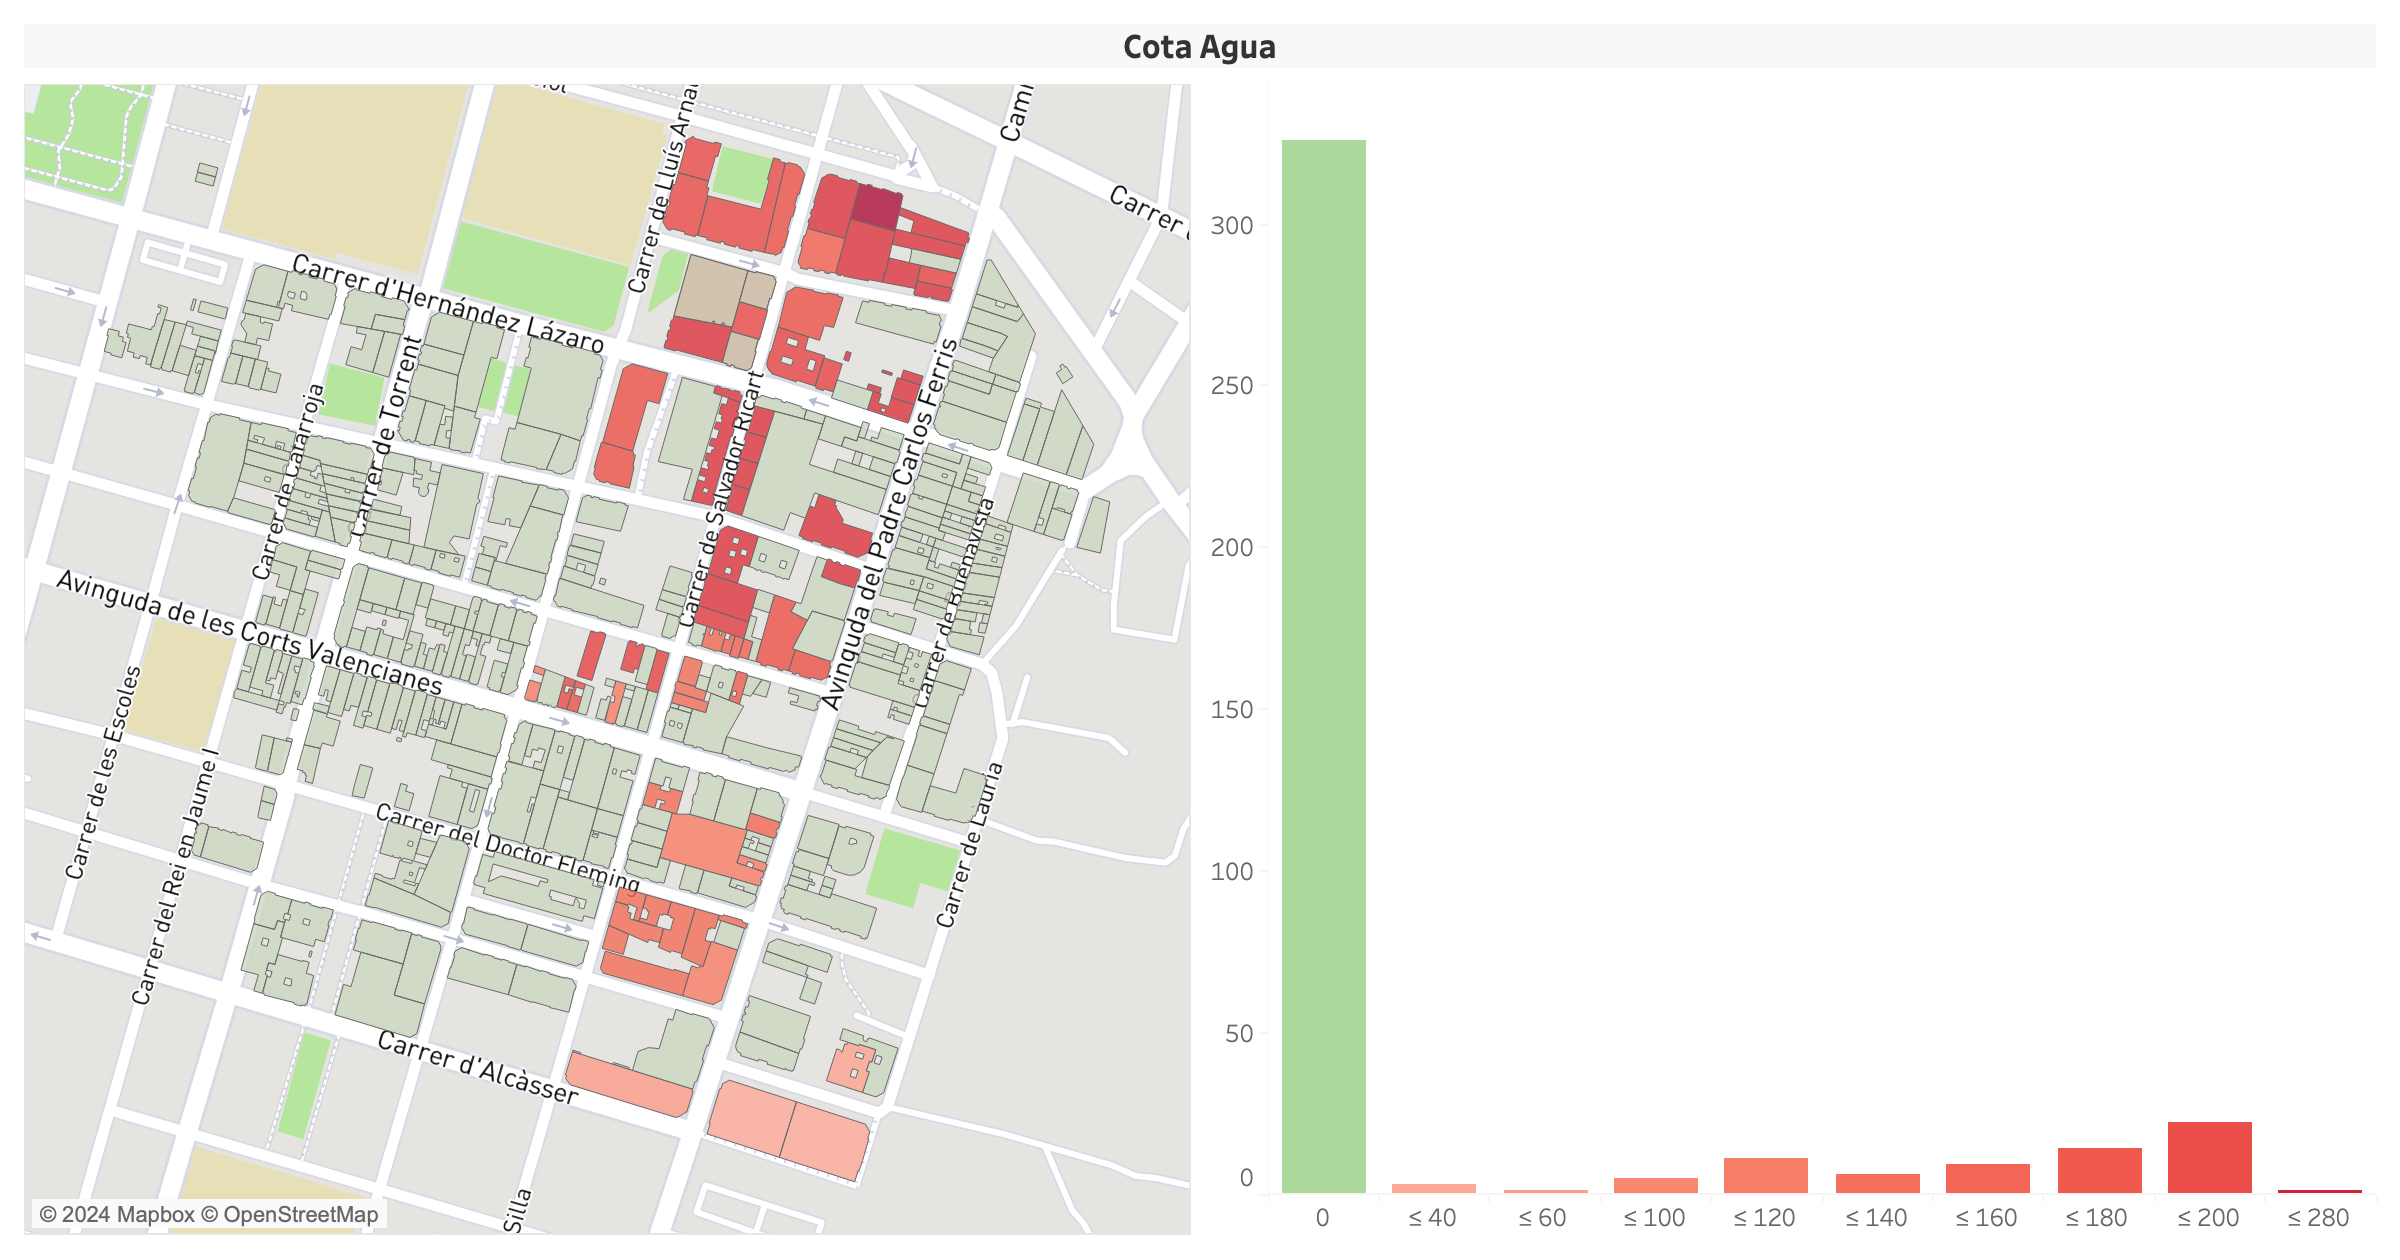 Cota Agua
Carrer de Lluís Arna
Camí
Carrer d'Hernández Lázaro
Carrer de Catarroja
Carrer de Torrent
Carrer de Salvador Ricart
Avinguda del Padre Carlos Ferris
Carrer de Buenavista
Avinguda de les Corts Valencianes
Carrer de les Escoles
Carrer del Rei en Jaume I
Carrer del Doctor Fleming
Carrer de Lauria
Carrer d'Alcàsser
Silla
Carrer
© 2024 Mapbox © OpenStreetMap
300
250
200
150
100
50
0
0 ≤ 40 ≤ 60 ≤ 100 ≤ 120 ≤ 140 ≤ 160 ≤ 180 ≤ 200 ≤ 280